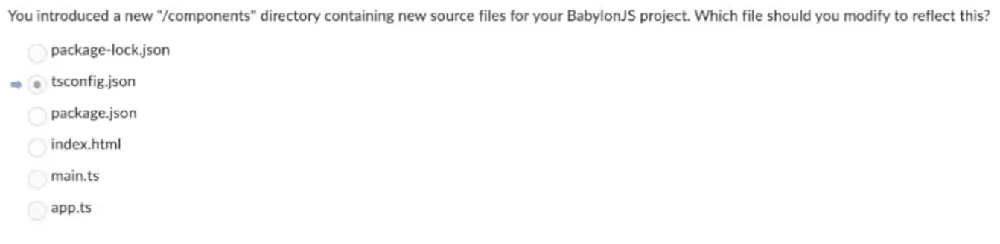 You introduced a new "/components" directory containing new source files for your BabylonJS project. Which file should you modify to reflect this?
package-lock.json
tsconfig.json
package.json
index.html
main.ts
app.ts